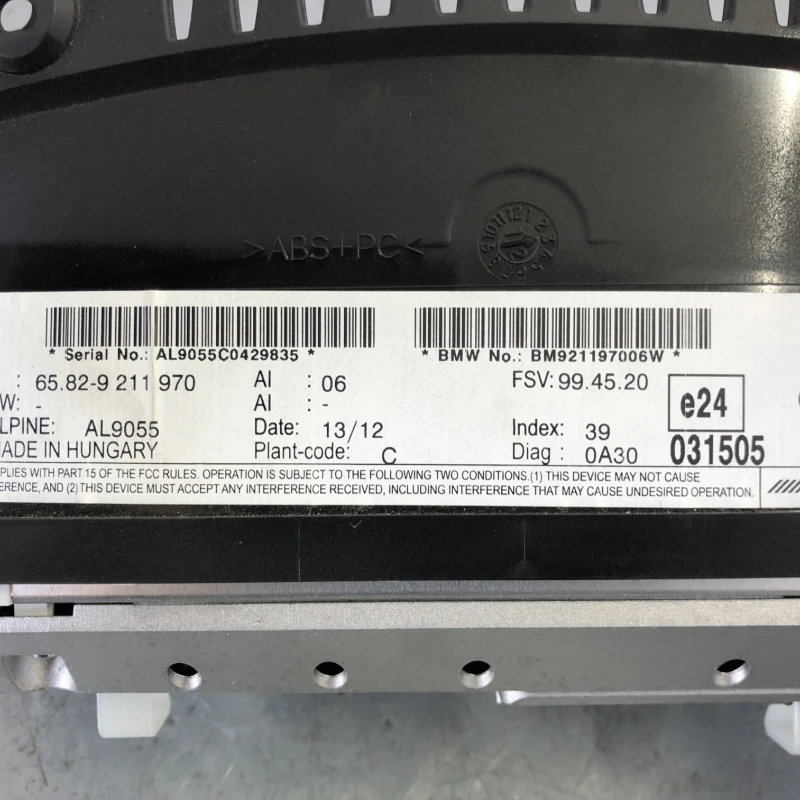 >ABS+PC<
* Serial No.: AL9055C0429835 *
* BMW No.: BM921197006W *
: 65.82-9 211 970 AI : 06 FSV: 99.45.20
W: - AI : - e24
LPINE: AL9055 Date: 13/12 Index: 39
MADE IN HUNGARY Plant-code: C Diag : 0A30 031505
PLIES WITH PART 15 OF THE FCC RULES. OPERATION IS SUBJECT TO THE FOLLOWING TWO CONDITIONS.(1) THIS DEVICE MAY NOT CAUSE
ERENCE, AND (2) THIS DEVICE MUST ACCEPT ANY INTERFERENCE RECEIVED, INCLUDING INTERFERENCE THAT MAY CAUSE UNDESIRED OPERATION.